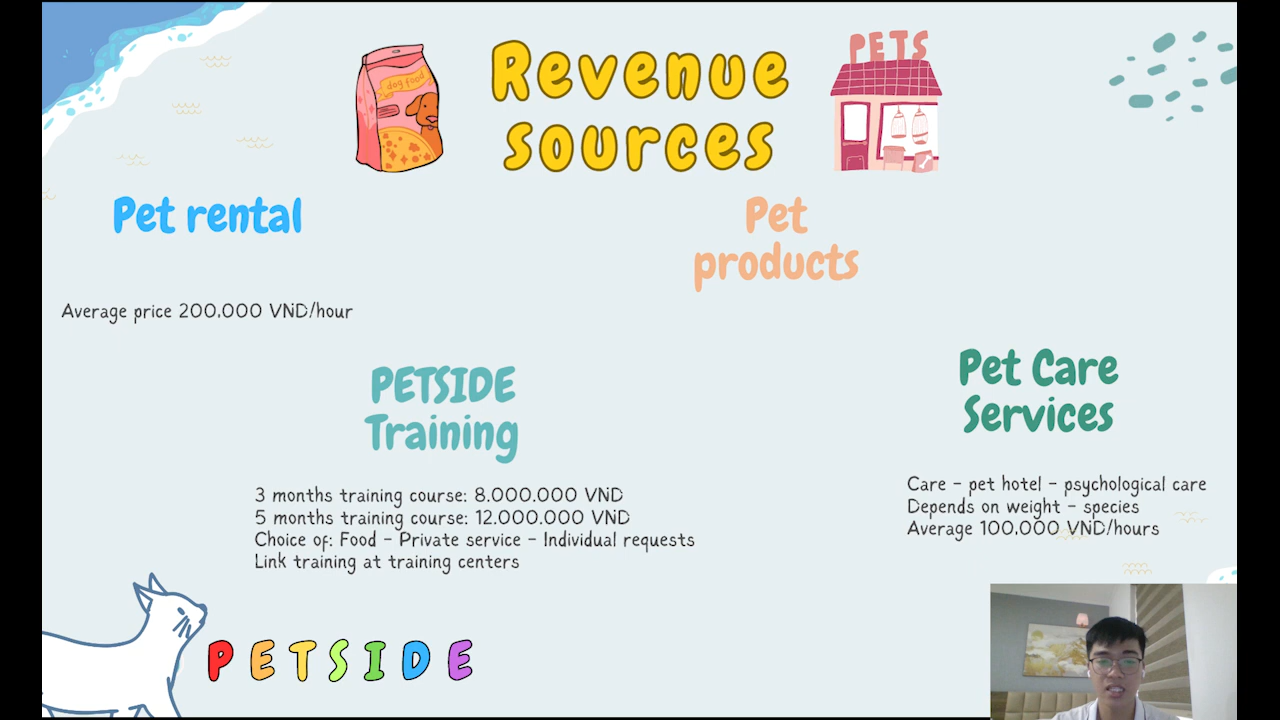 dog food
Revenue
sources
PETS
Pet rental
Average price 200.000 VND/hour
Pet
products
PETSIDE
Training
3 months training course: 8.000.000 VND
5 months training course: 12.000.000 VND
Choice of: Food - Private service - Individual requests
Link training at training centers
Pet Care
Services
Care - pet hotel - psychological care
Depends on weight - species
Average 100.000 VND/hours
PETSIDE